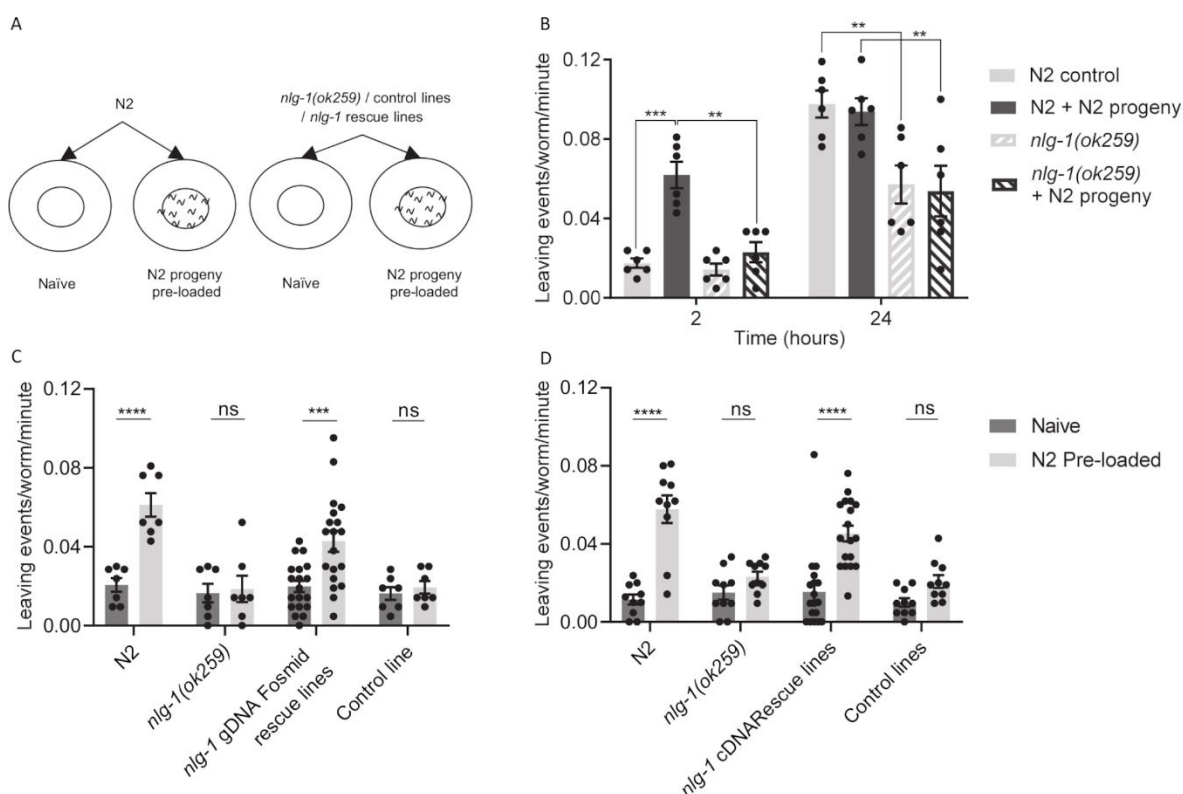 A
N2
nlg-1(ok259) / control lines
/ nlg-1 rescue lines
Naïve
N2 progeny
pre-loaded
Naïve
N2 progeny
pre-loaded
B
Leaving events/worm/minute
0.12
0.08
0.04
0.00
***
**
**
**
2
24
Time (hours)
N2 control
N2 + N2 progeny
nlg-1(ok259)
nlg-1(ok259)
+ N2 progeny
C
Leaving events/worm/minute
0.12
0.08
0.04
0.00
****
ns
***
ns
N2
nlg-1(ok259)
nlg-1 gDNA Fosmid
rescue lines
Control line
D
Leaving events/worm/minute
0.12
0.08
0.04
0.00
****
ns
****
ns
N2
nlg-1(ok259)
nlg-1 cDNARescue lines
Control lines
Naive
N2 Pre-loaded